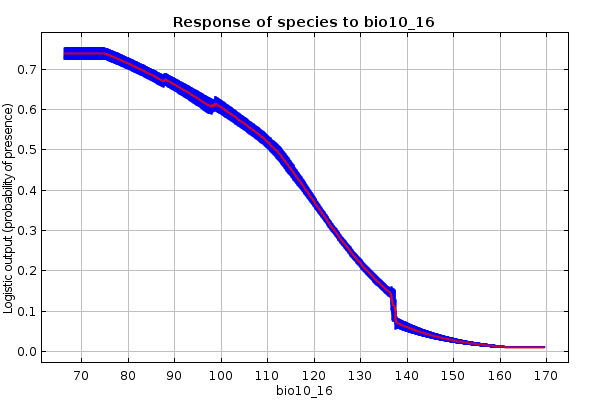 Response of species to bio10_16
Logistic output (probability of presence)
0.7
0.6
0.5
0.4
0.3
0.2
0.1
0.0
70 80 90 100 110 120 130 140 150 160 170
bio10_16